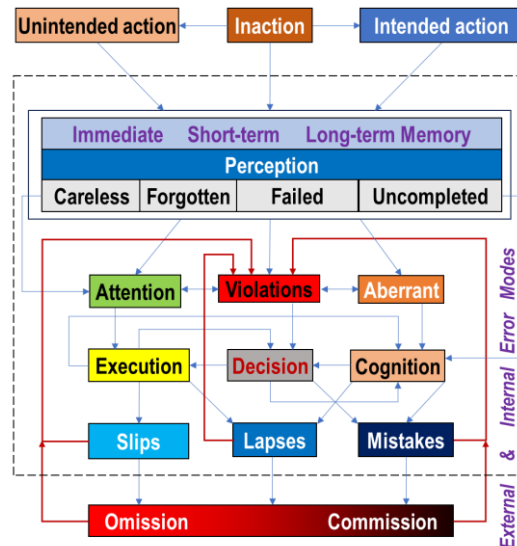 Unintended action Inaction Intended action
Immediate Short-term Long-term Memory
Perception
Careless Forgotten Failed Uncompleted
Attention Violations Aberrant
Execution Decision Cognition
Slips Lapses Mistakes
Omission Commission
External & Internal Error Modes